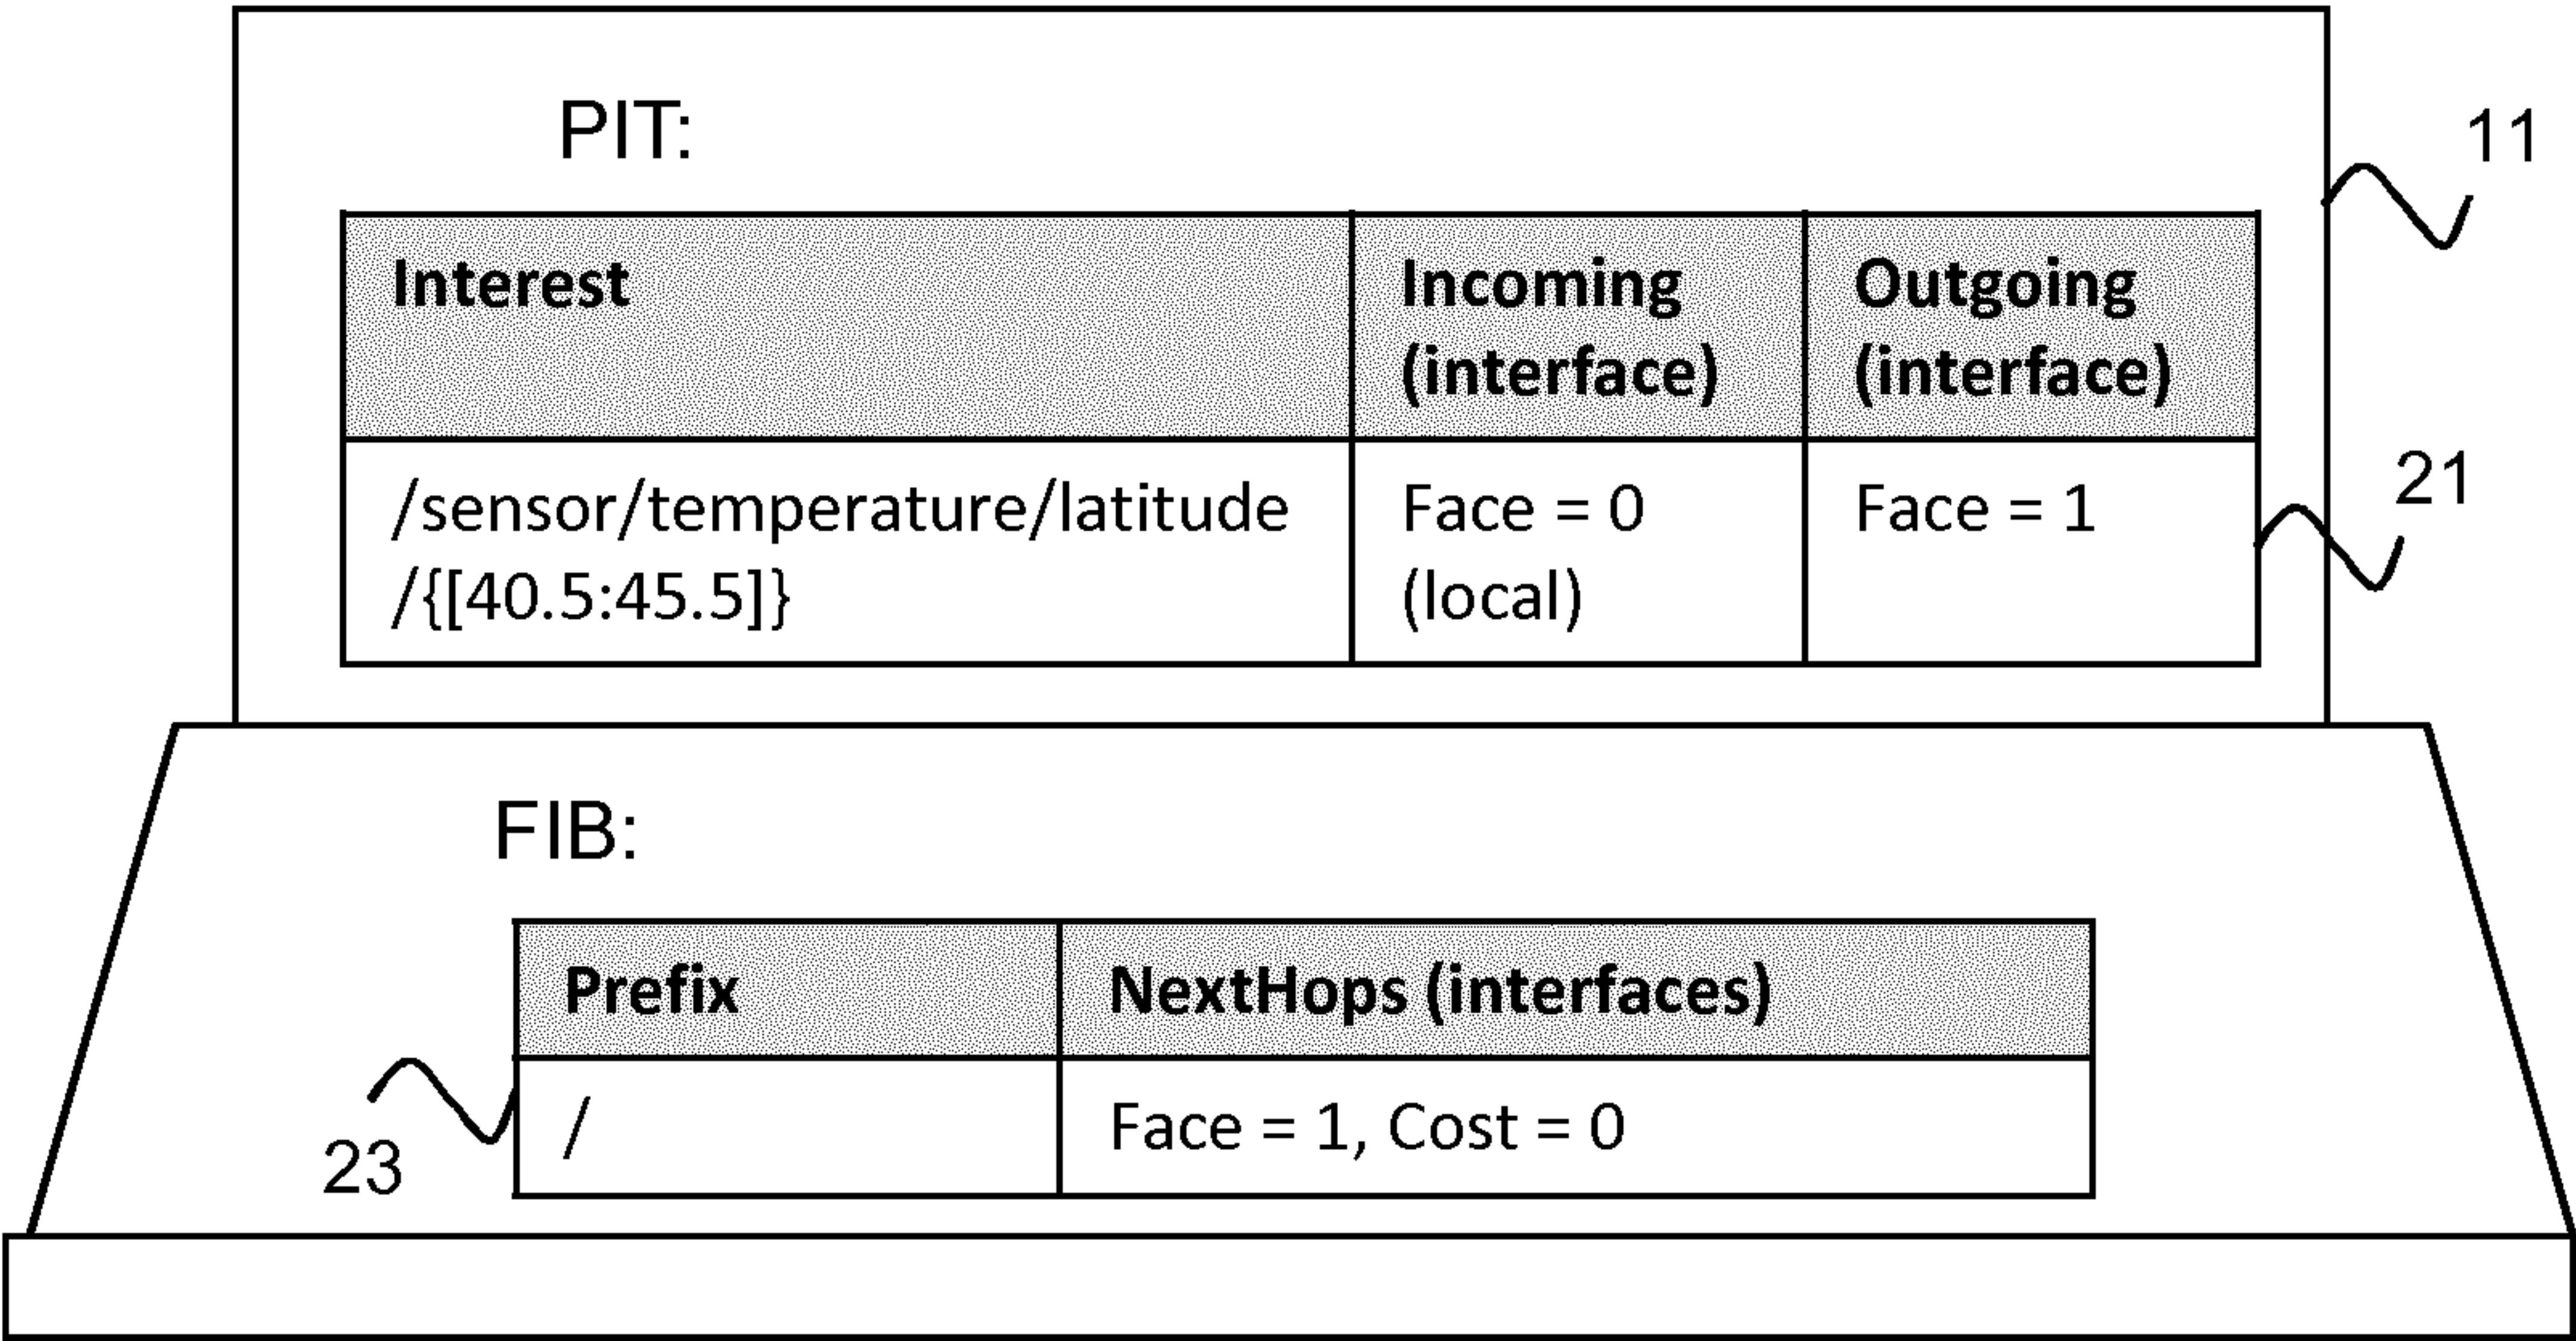 PIT:
11
Interest
Incoming
(interface)
Outgoing
(interface)
/sensor/temperature/latitude
/{[40.5:45.5]}
Face = 0
(local)
Face = 1
21
FIB:
Prefix
NextHops (interfaces)
/
Face = 1, Cost = 0
23